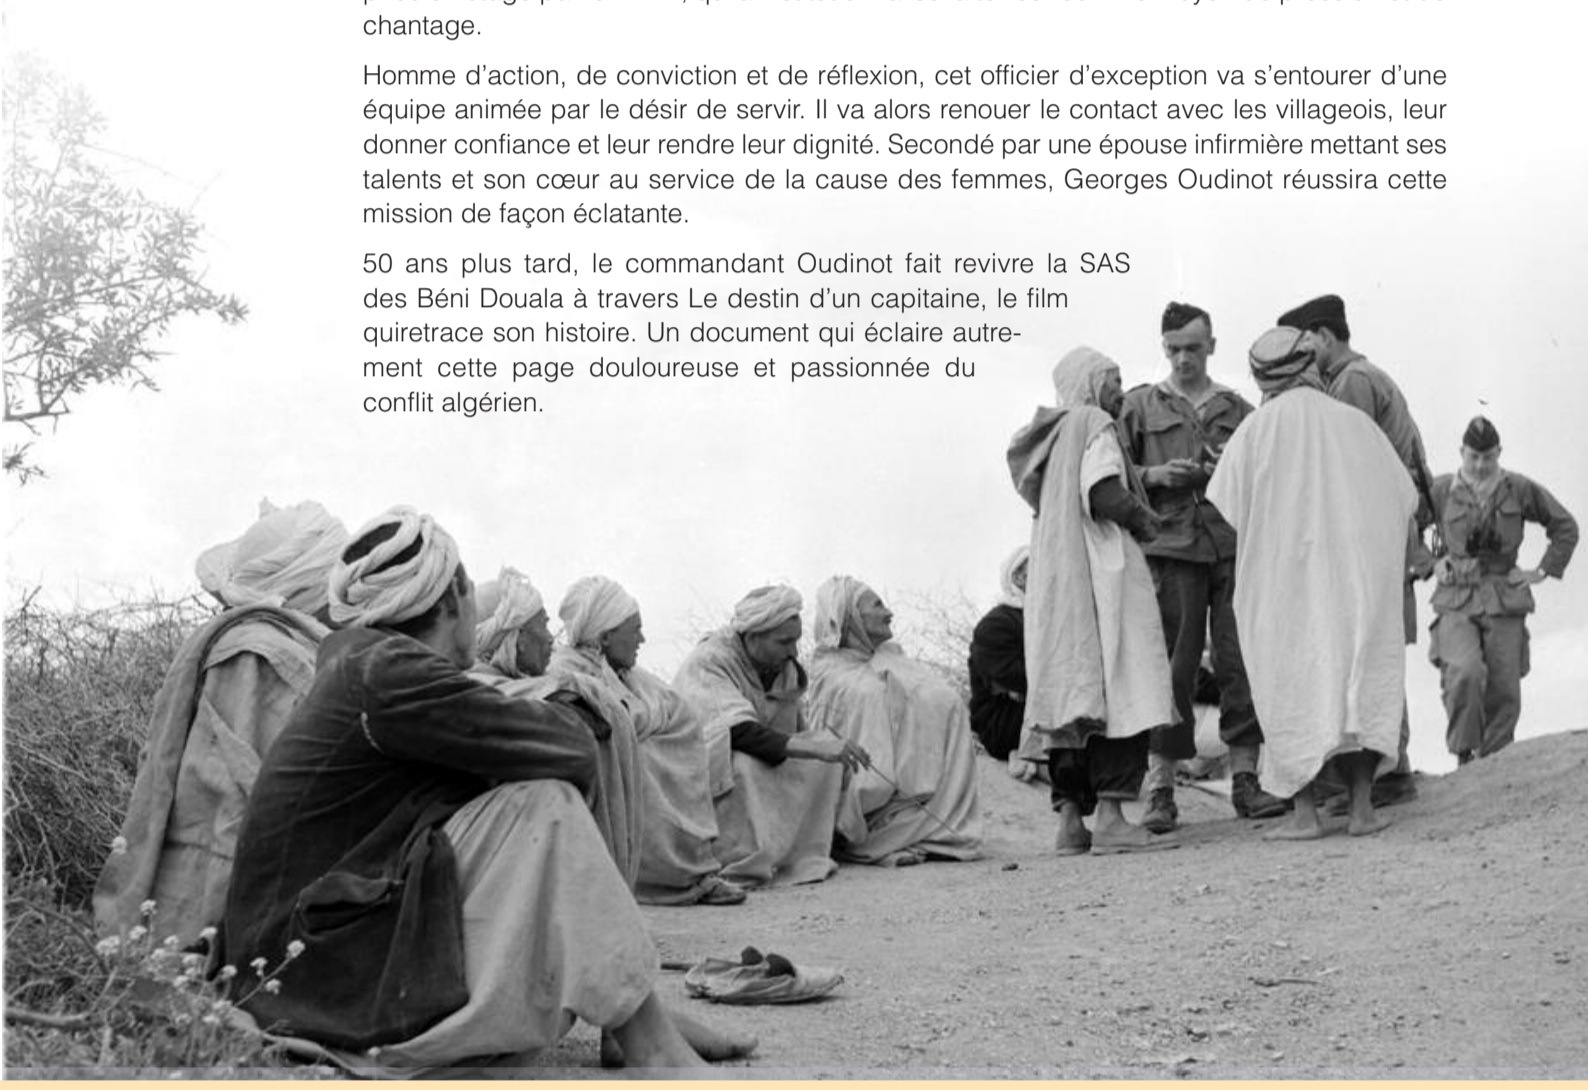 chantage.
Homme d'action, de conviction et de réflexion, cet officier d'exception va s'entourer d'une
équipe animée par le désir de servir. Il va alors renouer le contact avec les villageois, leur
donner confiance et leur rendre leur dignité. Secondé par une épouse infirmière mettant ses
talents et son cœur au service de la cause des femmes, Georges Oudinot réussira cette
mission de façon éclatante.
50 ans plus tard, le commandant Oudinot fait revivre la SAS
des Béni Douala à travers Le destin d'un capitaine, le film
quiretrace son histoire. Un document qui éclaire autre-
ment cette page douloureuse et passionnée du
conflit algérien.